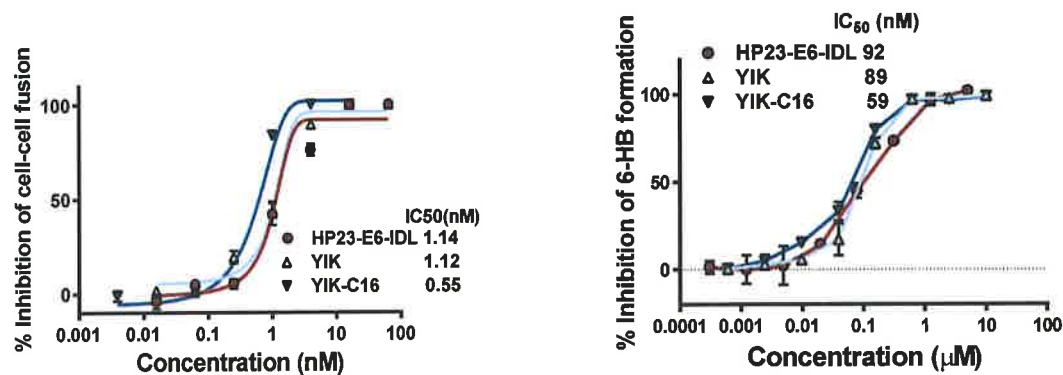 % Inhibition of cell-cell fusion
100
50
0
IC50(nM)
HP23-E6-IDL 1.14
YIK 1.12
YIK-C16 0.55
0.001 0.01 0.1 1 10 100
Concentration (nM)
% Inhibition of 6-HB formation
100
50
0
IC₅₀ (nM)
HP23-E6-IDL 92
YIK 89
YIK-C16 59
0.0001 0.001 0.01 0.1 1 10 100
Concentration (μM)